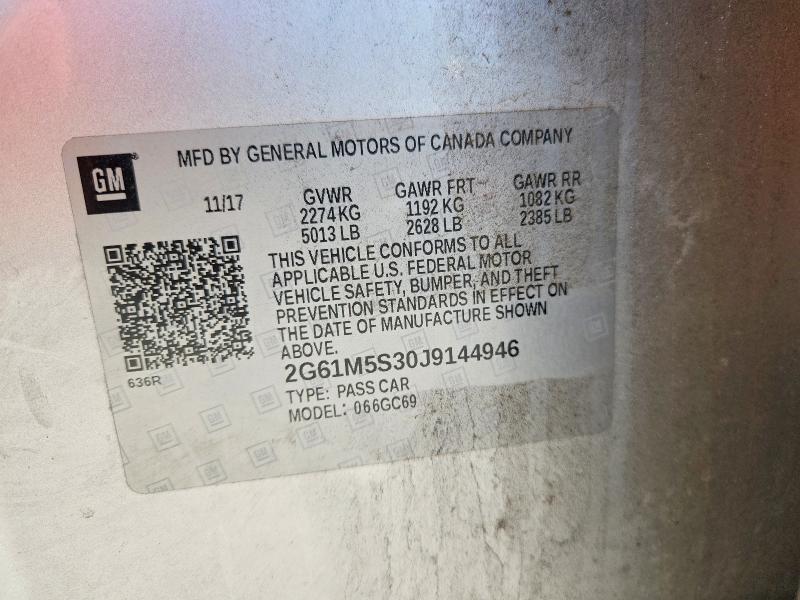 GM
MFD BY GENERAL MOTORS OF CANADA COMPANY
11/17 GVWR GAWR FRT GAWR RR
2274 KG 1192 KG 1082 KG
5013 LB 2628 LB 2385 LB
THIS VEHICLE CONFORMS TO ALL
APPLICABLE U.S. FEDERAL MOTOR
VEHICLE SAFETY, BUMPER, AND THEFT
PREVENTION STANDARDS IN EFFECT ON
THE DATE OF MANUFACTURE SHOWN
ABOVE.
636R
2G61M5S30J9144946
TYPE: PASS CAR
MODEL: 066GC69